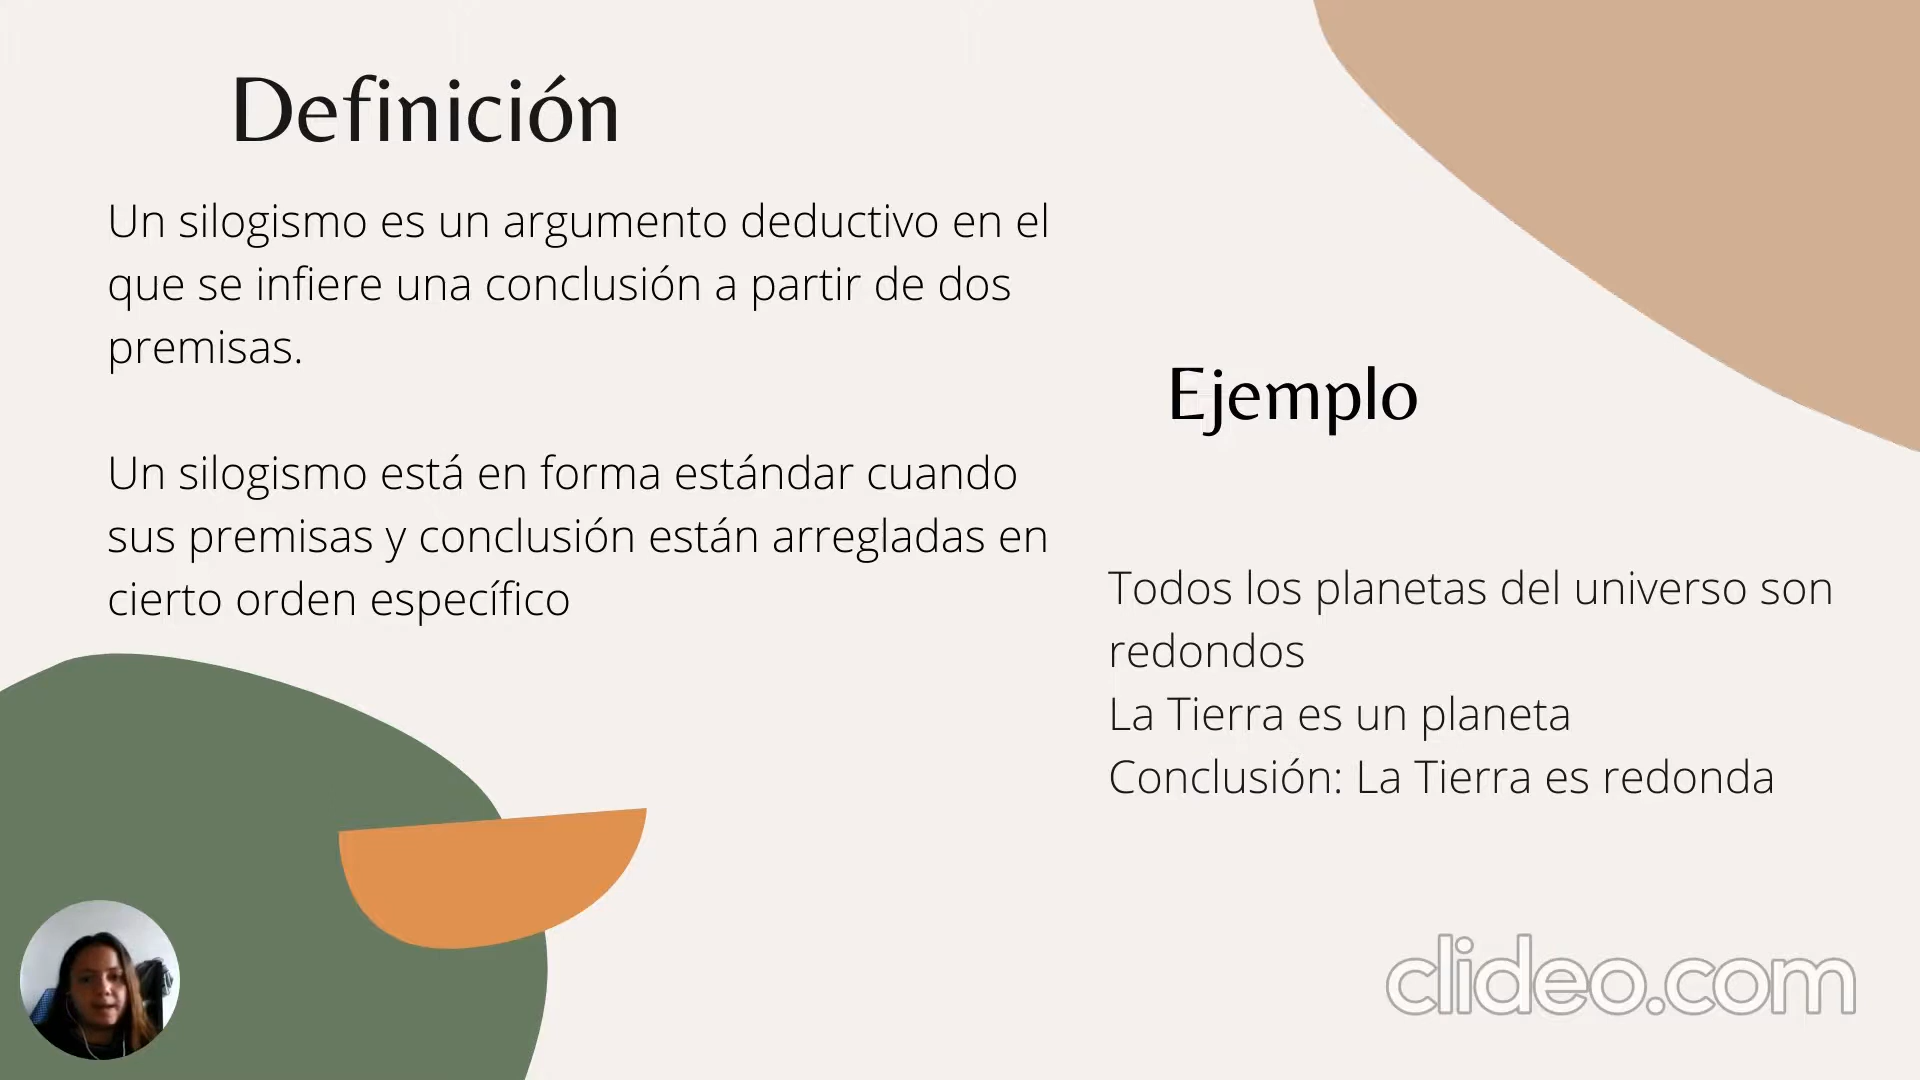 Definición
Un silogismo es un argumento deductivo en el
que se infiere una conclusión a partir de dos
premisas.
Un silogismo está en forma estándar cuando
sus premisas y conclusión están arregladas en
cierto orden específico
Ejemplo
Todos los planetas del universo son
redondos
La Tierra es un planeta
Conclusión: La Tierra es redonda
clideo.com